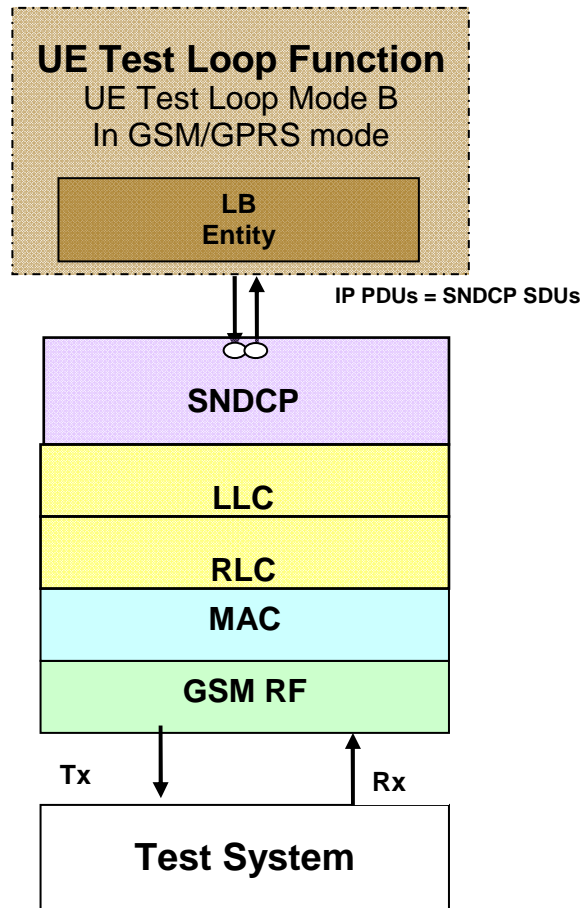 UE Test Loop Function
UE Test Loop Mode B
In GSM/GPRS mode
LB
Entity
IP PDUs = SNDCP SDUs
SNDCP
LLC
RLC
MAC
GSM RF
Tx
Rx
Test System